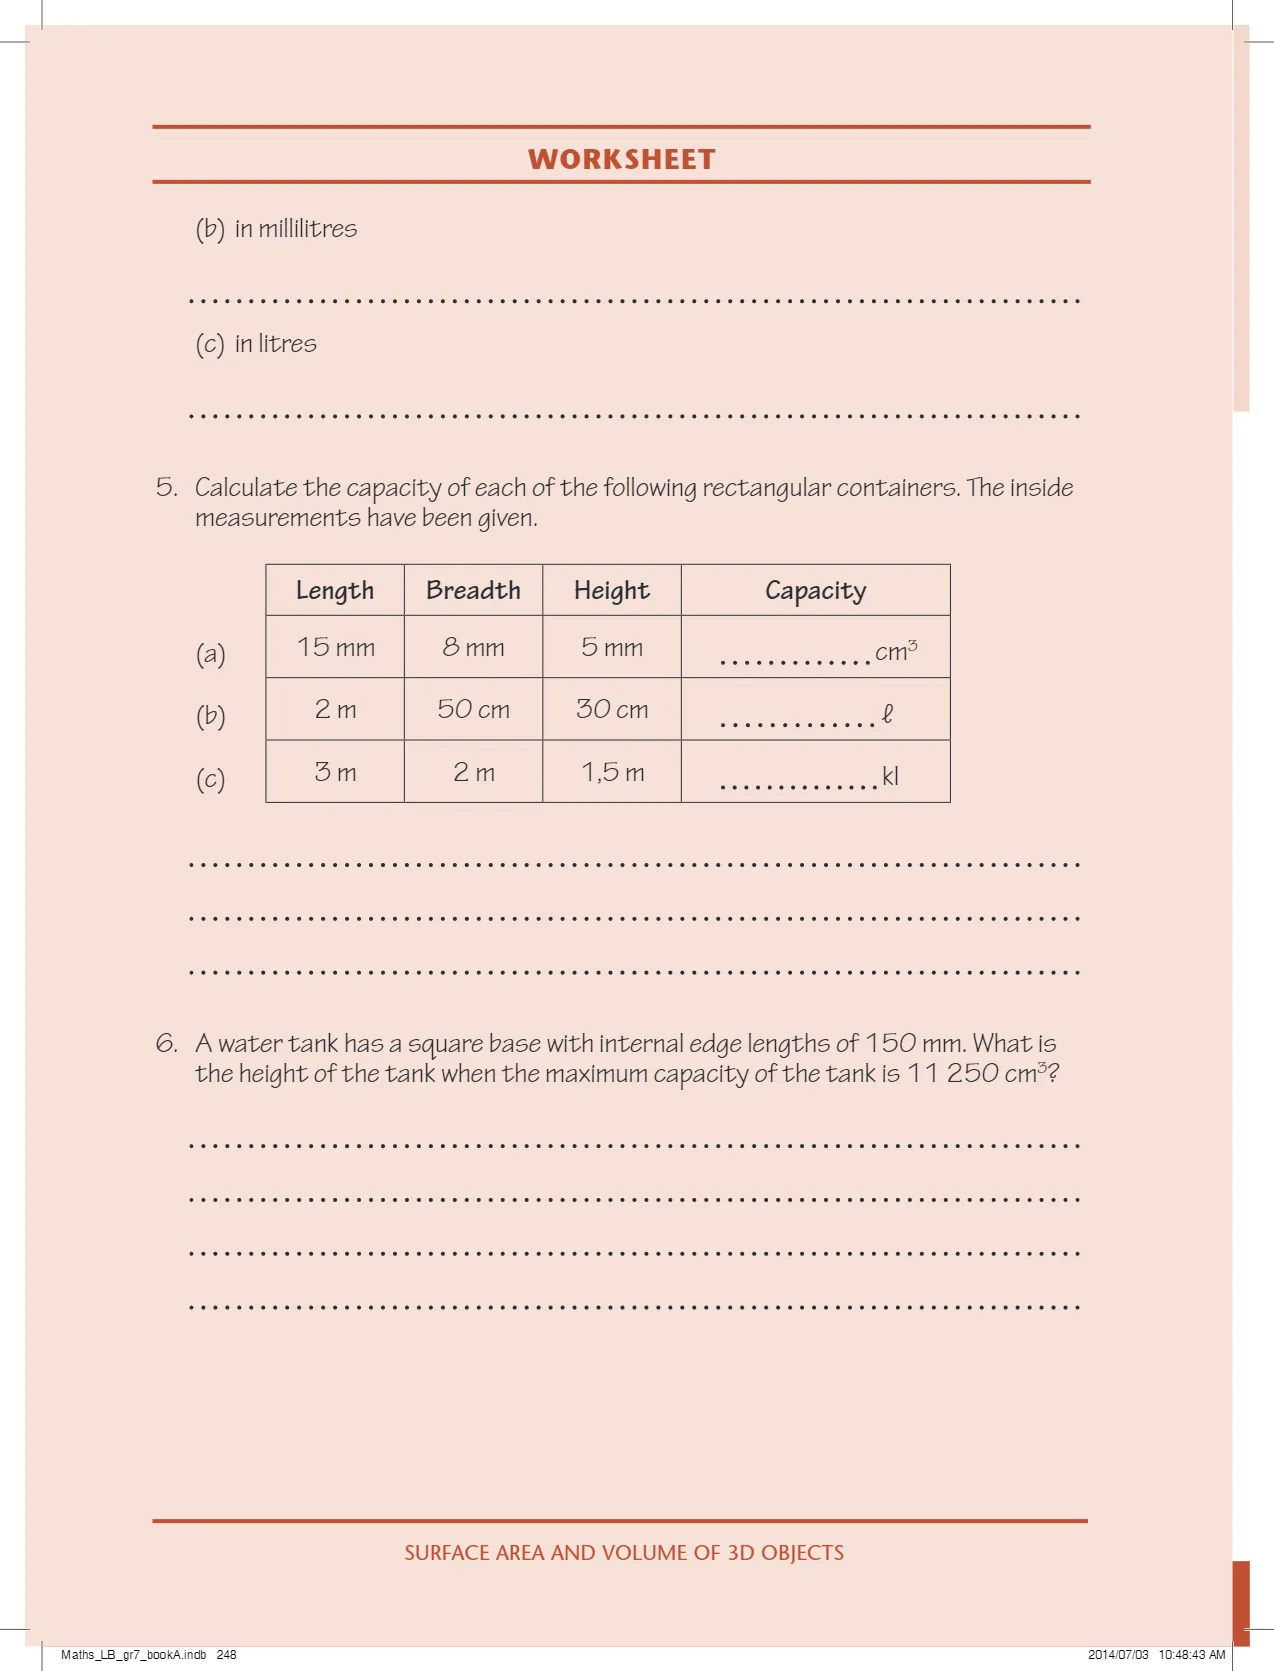 WORKSHEET
(b) in millilitres
(c) in litres
5. Calculate the capacity of each of the following rectangular containers. The inside
measurements have been given.
Length Breadth Height Capacity
(a) 15 mm 8 mm 5 mm ............. cm³
(b) 2 m 50 cm 30 cm ............. ℓ
(c) 3 m 2 m 1,5 m .............. kl
6. A water tank has a square base with internal edge lengths of 150 mm. What is
the height of the tank when the maximum capacity of the tank is 11 250 cm³?
SURFACE AREA AND VOLUME OF 3D OBJECTS
Maths_LB_gr7_bookA.indb 248 2014/07/03 10:48:43 AM